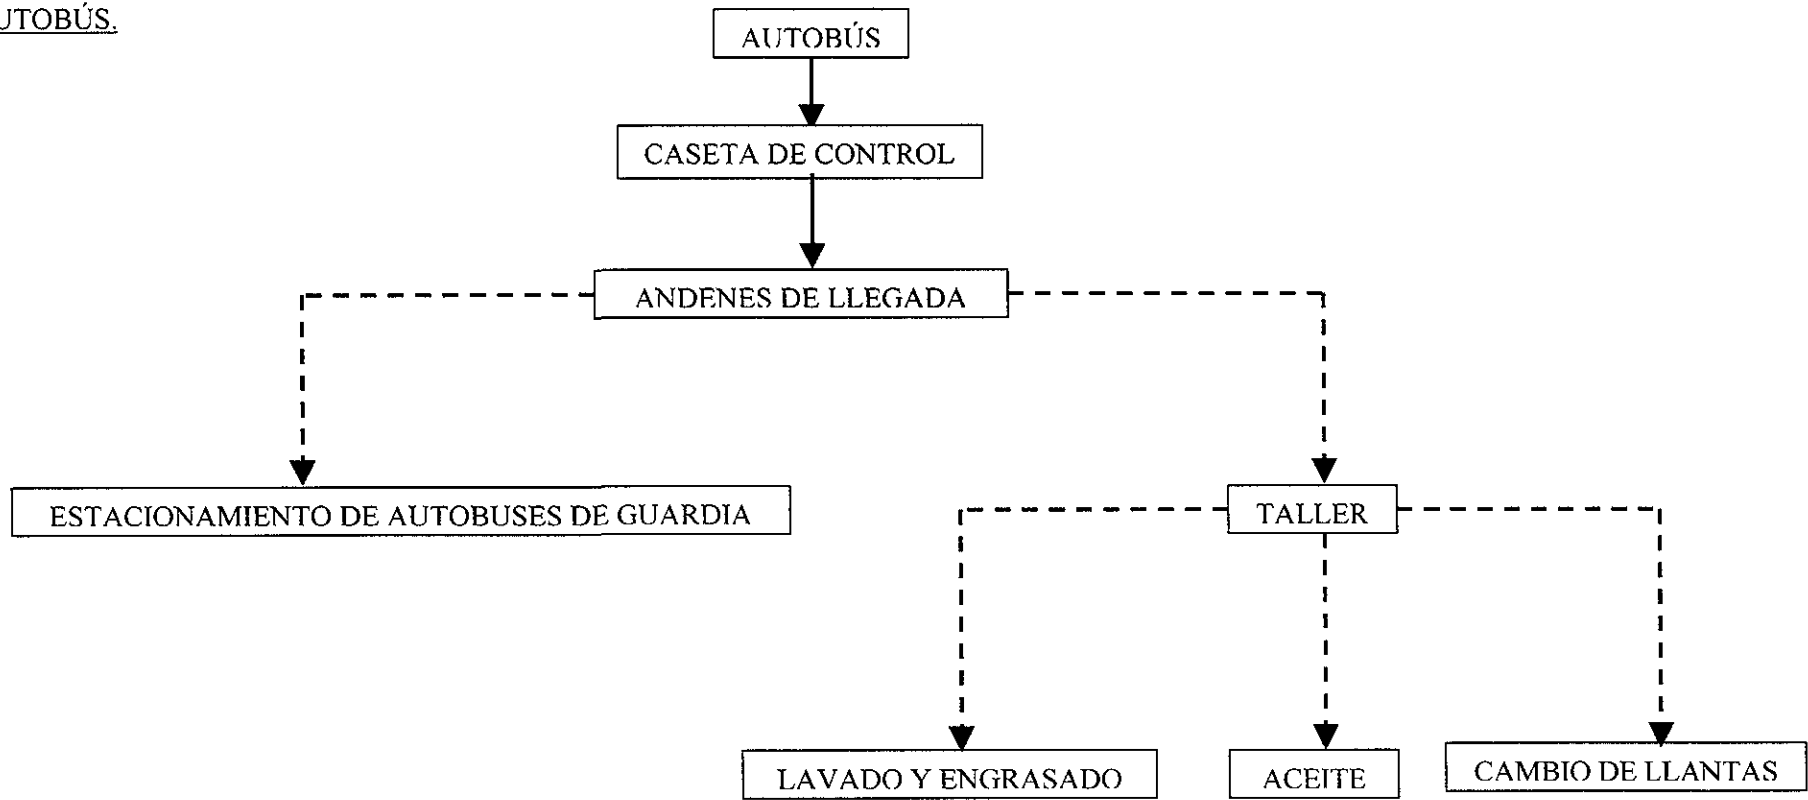 UTOBÚS.
AUTOBÚS
CASETA DE CONTROL
ANDENES DE LLEGADA
ESTACIONAMIENTO DE AUTOBUSES DE GUARDIA
TALLER
LAVADO Y ENGRASADO
ACEITE
CAMBIO DE LLANTAS